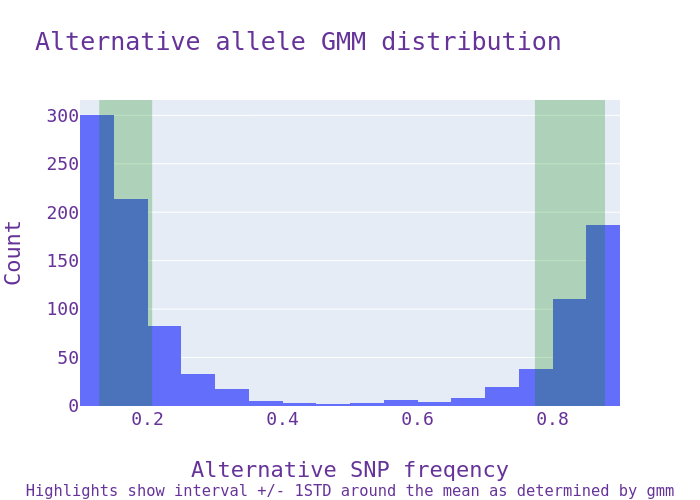 Alternative allele GMM distribution
300
250
200
150
100
50
0
Count
0.2 0.4 0.6 0.8
Alternative SNP freqency
Highlights show interval +/- 1STD around the mean as determined by gmm